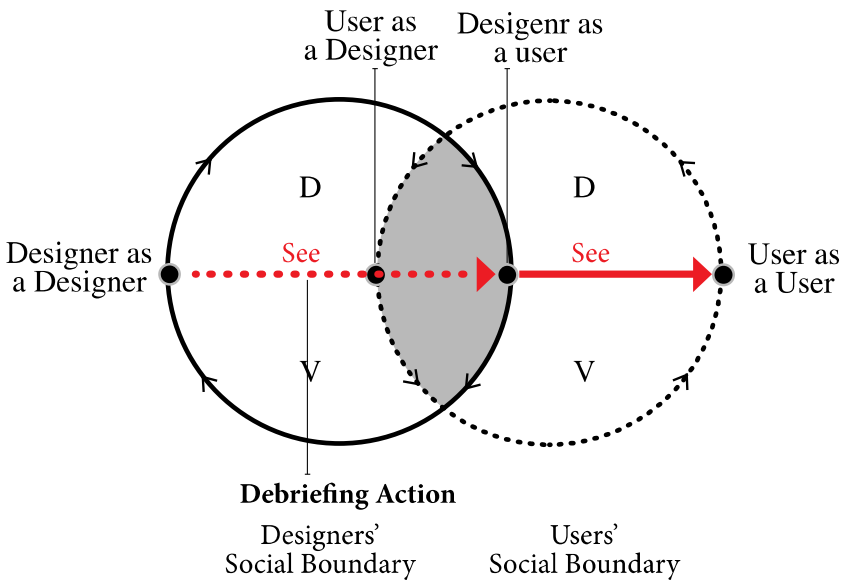 User as
a Designer
Desigenr as
a user
D
D
See
See
Designer as
a Designer
User as
a User
V
V
Debriefing Action
Designers’
Social Boundary
Users’
Social Boundary